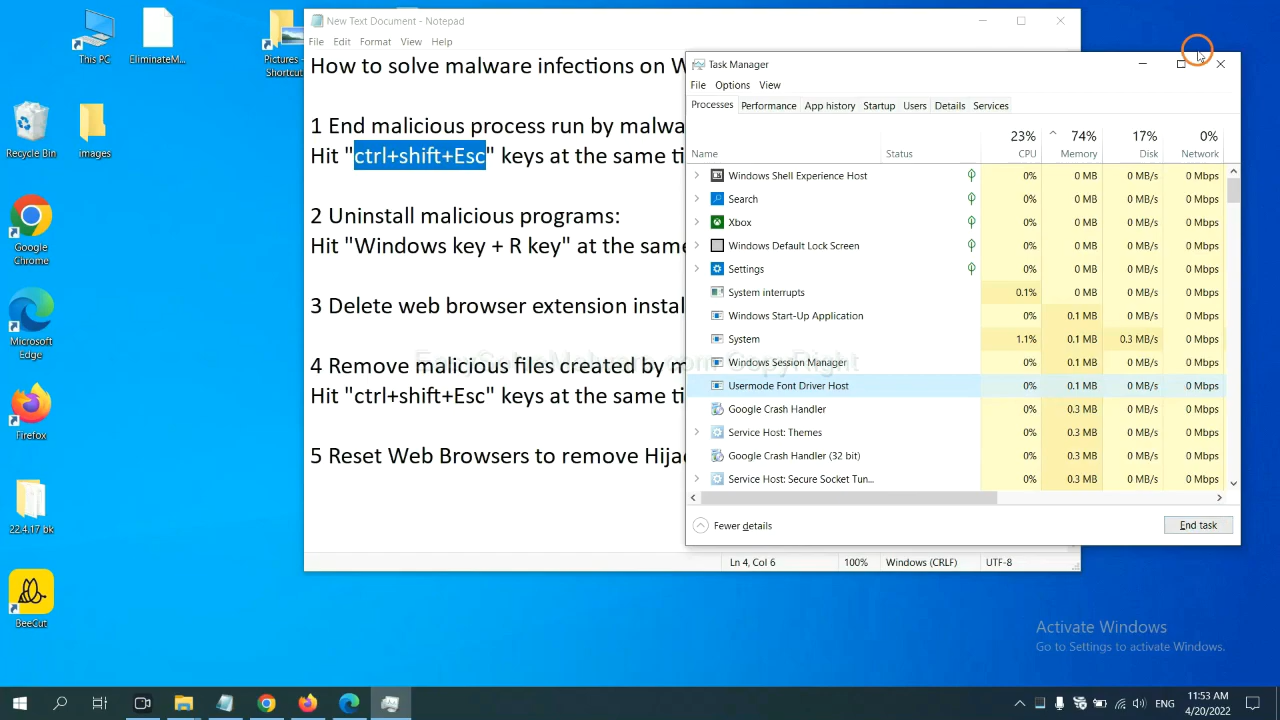 This PC
EliminateM...
Pictures -
Shortcut
Recycle Bin
images
Google
Chrome
Microsoft
Edge
Firefox
22 4.17 bk
BeeCut
New Text Document - Notepad
File Edit Format View Help
How to solve malware infections on W
1 End malicious process run by malwa
Hit "ctrl+shift+Esc" keys at the same ti
2 Uninstall malicious programs:
Hit "Windows key + R key" at the same
3 Delete web browser extension instal
4 Remove malicious files created by m
Hit "ctrl+shift+Esc" keys at the same ti
5 Reset Web Browsers to remove Hija
Ln 4, Col 6 100% Windows (CRLF) UTF-8
Task Manager
File Options View
Processes Performance App history Startup Users Details Services
23% 74% 17% 0%
Name Status CPU Memory Disk Network
Windows Shell Experience Host 0% 0 MB 0 MB/s 0 Mbps
Search 0% 0 MB 0 MB/s 0 Mbps
Xbox 0% 0 MB 0 MB/s 0 Mbps
Windows Default Lock Screen 0% 0 MB 0 MB/s 0 Mbps
Settings 0% 0 MB 0 MB/s 0 Mbps
System interrupts 0.1% 0 MB 0 MB/s 0 Mbps
Windows Start-Up Application 0% 0.1 MB 0 MB/s 0 Mbps
System 1.1% 0.1 MB 0.3 MB/s 0 Mbps
Windows Session Manager 0% 0.1 MB 0 MB/s 0 Mbps
Usermode Font Driver Host 0% 0.1 MB 0 MB/s 0 Mbps
Google Crash Handler 0% 0.3 MB 0 MB/s 0 Mbps
Service Host: Themes 0% 0.3 MB 0 MB/s 0 Mbps
Google Crash Handler (32 bit) 0% 0.3 MB 0 MB/s 0 Mbps
Service Host: Secure Socket Tun... 0% 0.3 MB 0 MB/s 0 Mbps
Fewer details
End task
Activate Windows
Go to Settings to activate Windows.
ENG
11:53 AM
4/20/2022